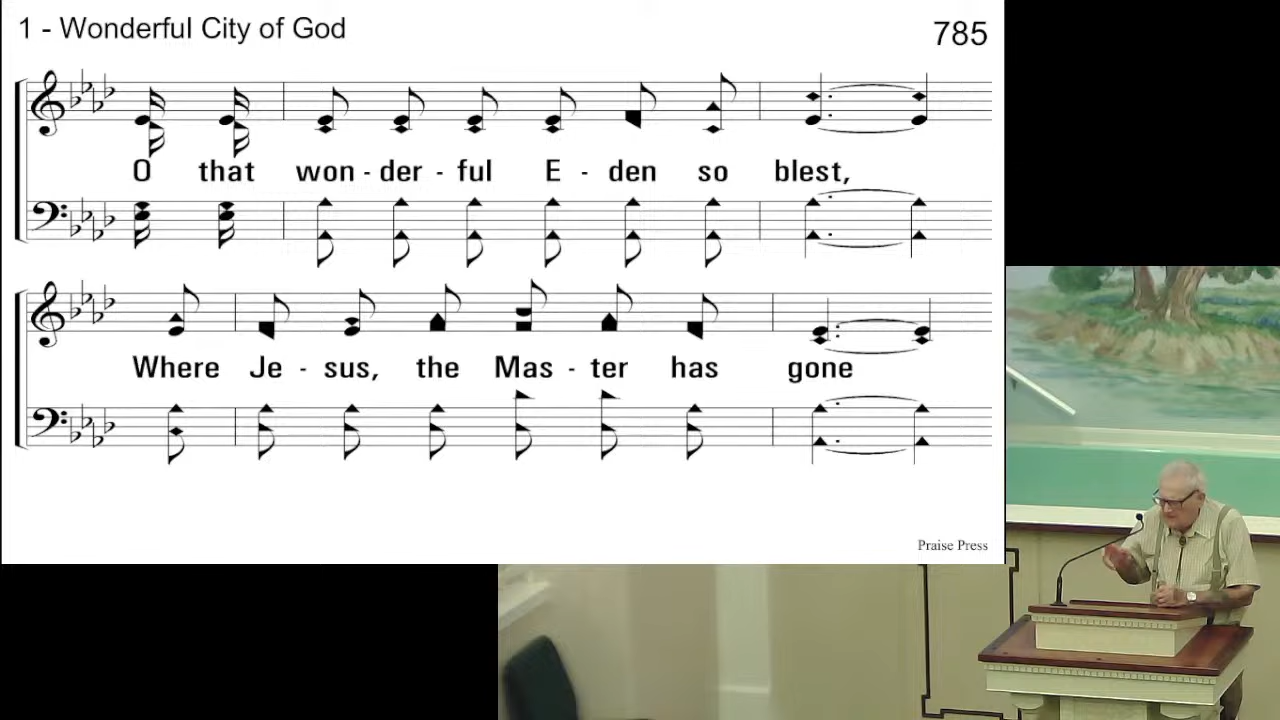 1 - Wonderful City of God
785
O that won - der - ful E - den so blest,
Where Je - sus, the Mas - ter has gone
Praise Press